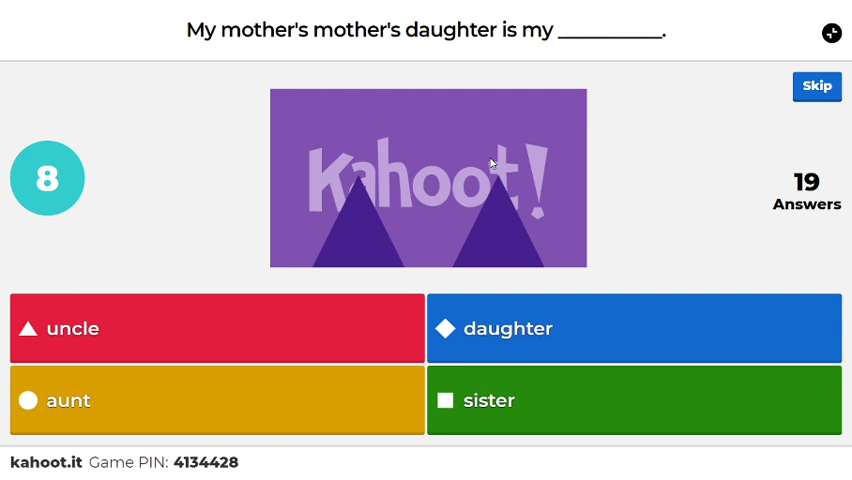 My mother's mother's daughter is my __________.
Skip
Kahoot!
8
19
Answers
uncle
daughter
aunt
sister
kahoot.it Game PIN: 4134428